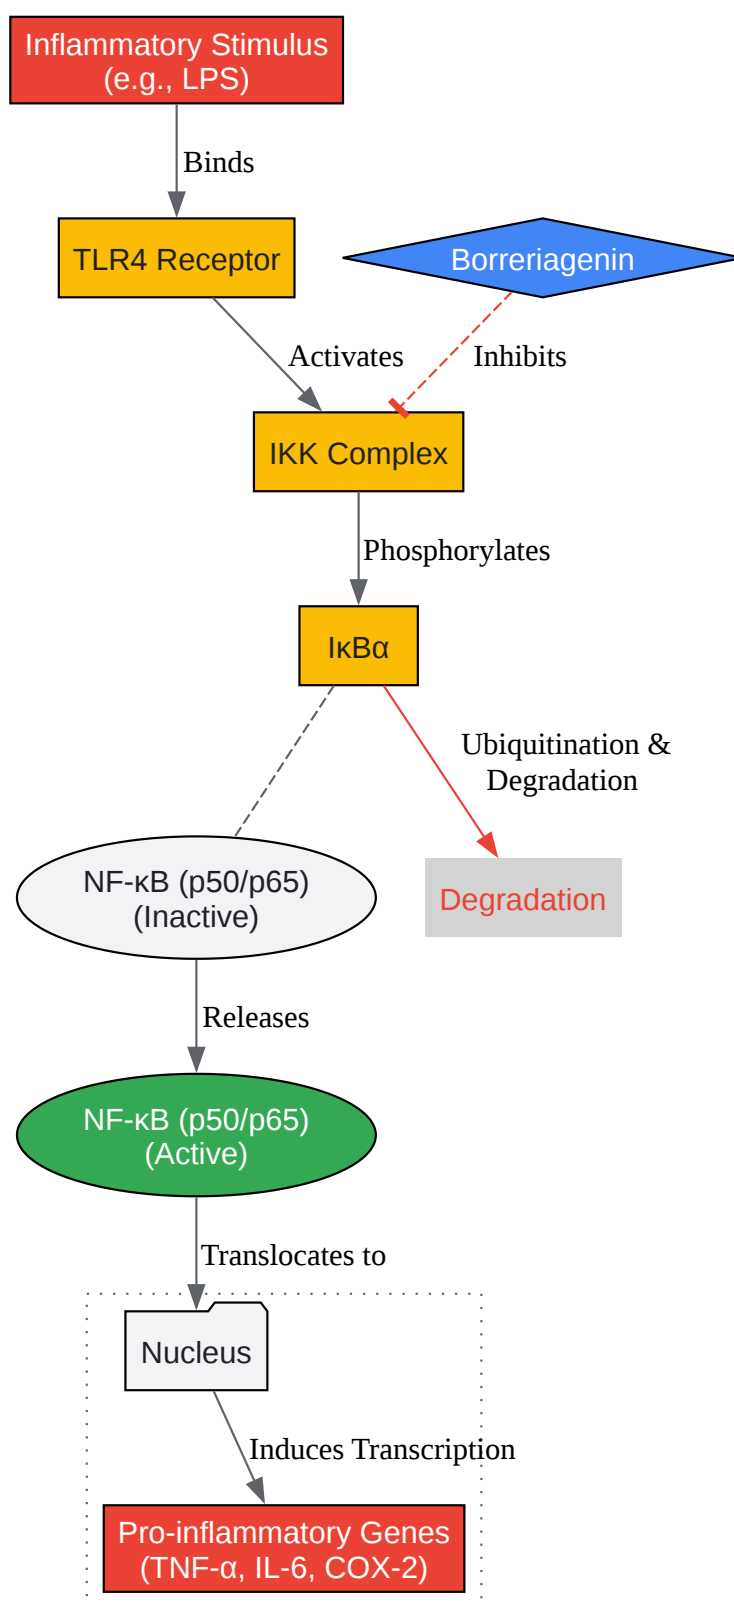 Inflammatory Stimulus
(e.g., LPS)
Binds
TLR4 Receptor
Borreriagenin
Activates
Inhibits
IKK Complex
Phosphorylates
IκBα
Ubiquitination &
Degradation
NF-κB (p50/p65)
(Inactive)
Degradation
Releases
NF-κB (p50/p65)
(Active)
Translocates to
Nucleus
Induces Transcription
Pro-inflammatory Genes
(TNF-α, IL-6, COX-2)